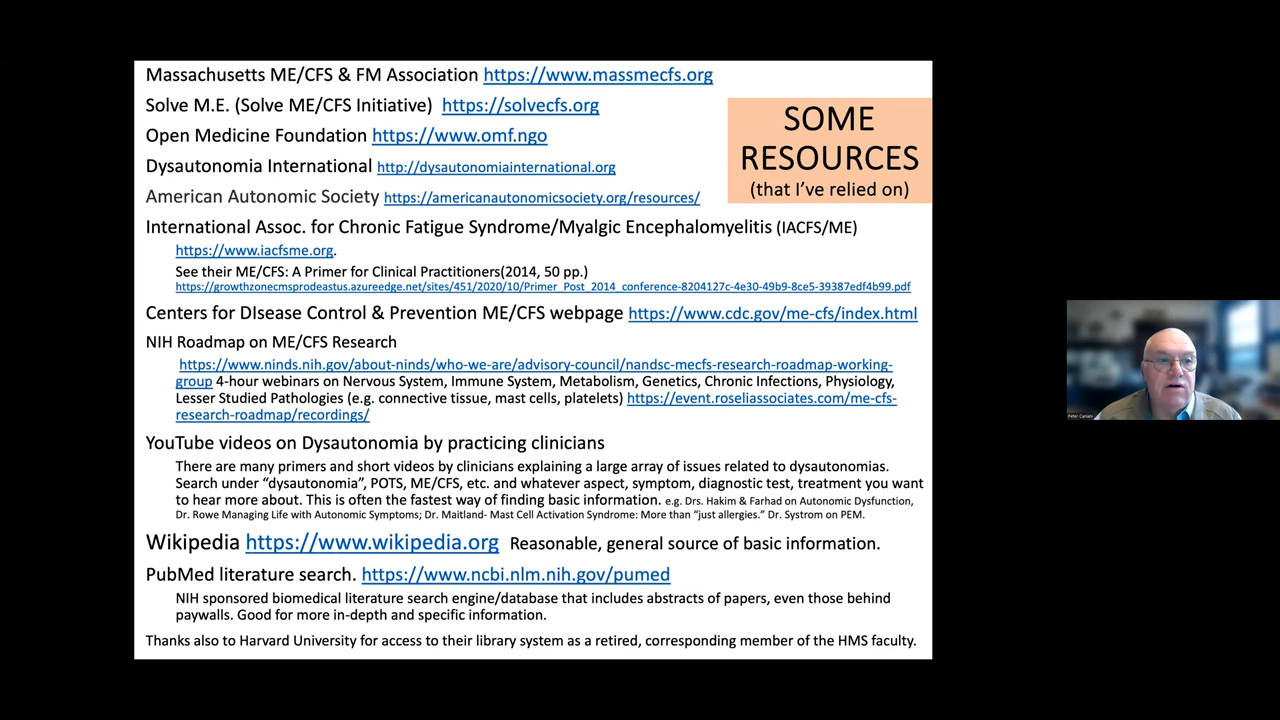 Massachusetts ME/CFS & FM Association https://www.massmecfs.org
Solve M.E. (Solve ME/CFS Initiative) https://solvecfs.org
Open Medicine Foundation https://www.omf.ngo
Dysautonomia International http://dysautonomiainternational.org
American Autonomic Society https://americanautonomicsociety.org/resources/
SOME
RESOURCES
(that I've relied on)
International Assoc. for Chronic Fatigue Syndrome/Myalgic Encephalomyelitis (IACFS/ME)
https://www.iacfsme.org.
See their ME/CFS: A Primer for Clinical Practitioners(2014, 50 pp.)
https://growthzonecmsprodeastus.azureedge.net/sites/451/2020/10/Primer_Post_2014_conference-8204127c-4e30-49b9-8ce5-39387edf4b99.pdf
Centers for DIsease Control & Prevention ME/CFS webpage https://www.cdc.gov/me-cfs/index.html
NIH Roadmap on ME/CFS Research
https://www.ninds.nih.gov/about-ninds/who-we-are/advisory-council/nandsc-mecfs-research-roadmap-working-
group 4-hour webinars on Nervous System, Immune System, Metabolism, Genetics, Chronic Infections, Physiology,
Lesser Studied Pathologies (e.g. connective tissue, mast cells, platelets) https://event.roseliassociates.com/me-cfs-
research-roadmap/recordings/
YouTube videos on Dysautonomia by practicing clinicians
There are many primers and short videos by clinicians explaining a large array of issues related to dysautonomias.
Search under "dysautonomia", POTS, ME/CFS, etc. and whatever aspect, symptom, diagnostic test, treatment you want
to hear more about. This is often the fastest way of finding basic information. e.g. Drs. Hakim & Farhad on Autonomic Dysfunction,
Dr. Rowe Managing Life with Autonomic Symptoms; Dr. Maitland- Mast Cell Activation Syndrome: More than "just allergies." Dr. Systrom on PEM.
Wikipedia https://www.wikipedia.org Reasonable, general source of basic information.
PubMed literature search. https://www.ncbi.nlm.nih.gov/pumed
NIH sponsored biomedical literature search engine/database that includes abstracts of papers, even those behind
paywalls. Good for more in-depth and specific information.
Thanks also to Harvard University for access to their library system as a retired, corresponding member of the HMS faculty.
Peter Cariani